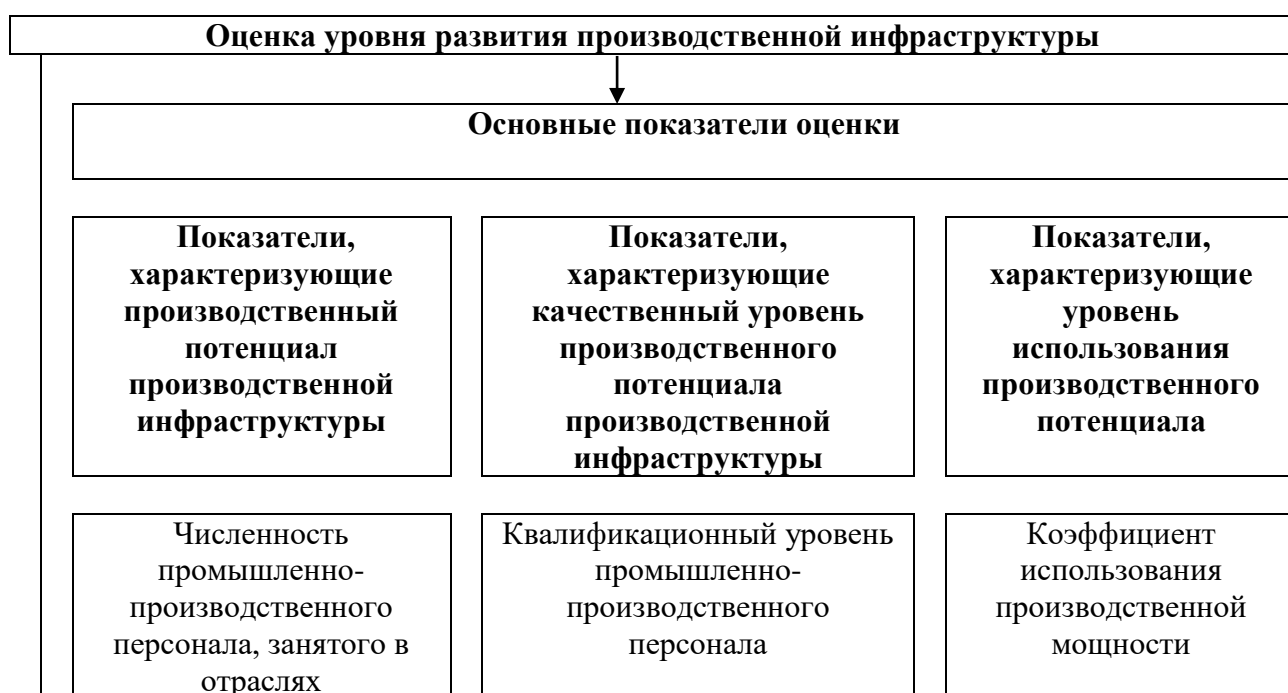 Оценка уровня развития производственной инфраструктуры
Основные показатели оценки
Показатели,
характеризующие
производственный
потенциал
производственной
инфраструктуры
Показатели,
характеризующие
качественный уровень
производственного
потенциала
производственной
инфраструктуры
Показатели,
характеризующие
уровень
использования
производственного
потенциала
Численность
промышленно-
производственного
персонала, занятого в
отраслях
Квалификационный уровень
промышленно-
производственного
персонала
Коэффициент
использования
производственной
мощности